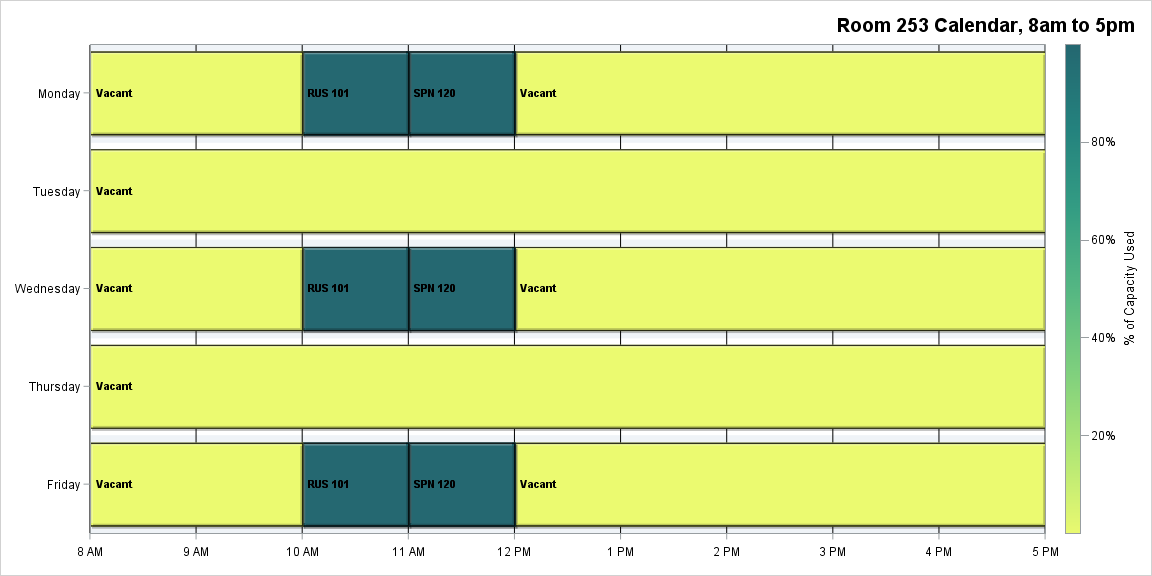 Room 253 Calendar, 8am to 5pm
Monday Vacant RUS 101 SPN 120 Vacant
Tuesday Vacant
Wednesday Vacant RUS 101 SPN 120 Vacant
Thursday Vacant
Friday Vacant RUS 101 SPN 120 Vacant
8 AM 9 AM 10 AM 11 AM 12 PM 1 PM 2 PM 3 PM 4 PM 5 PM
80%
60%
40%
20%
% of Capacity Used